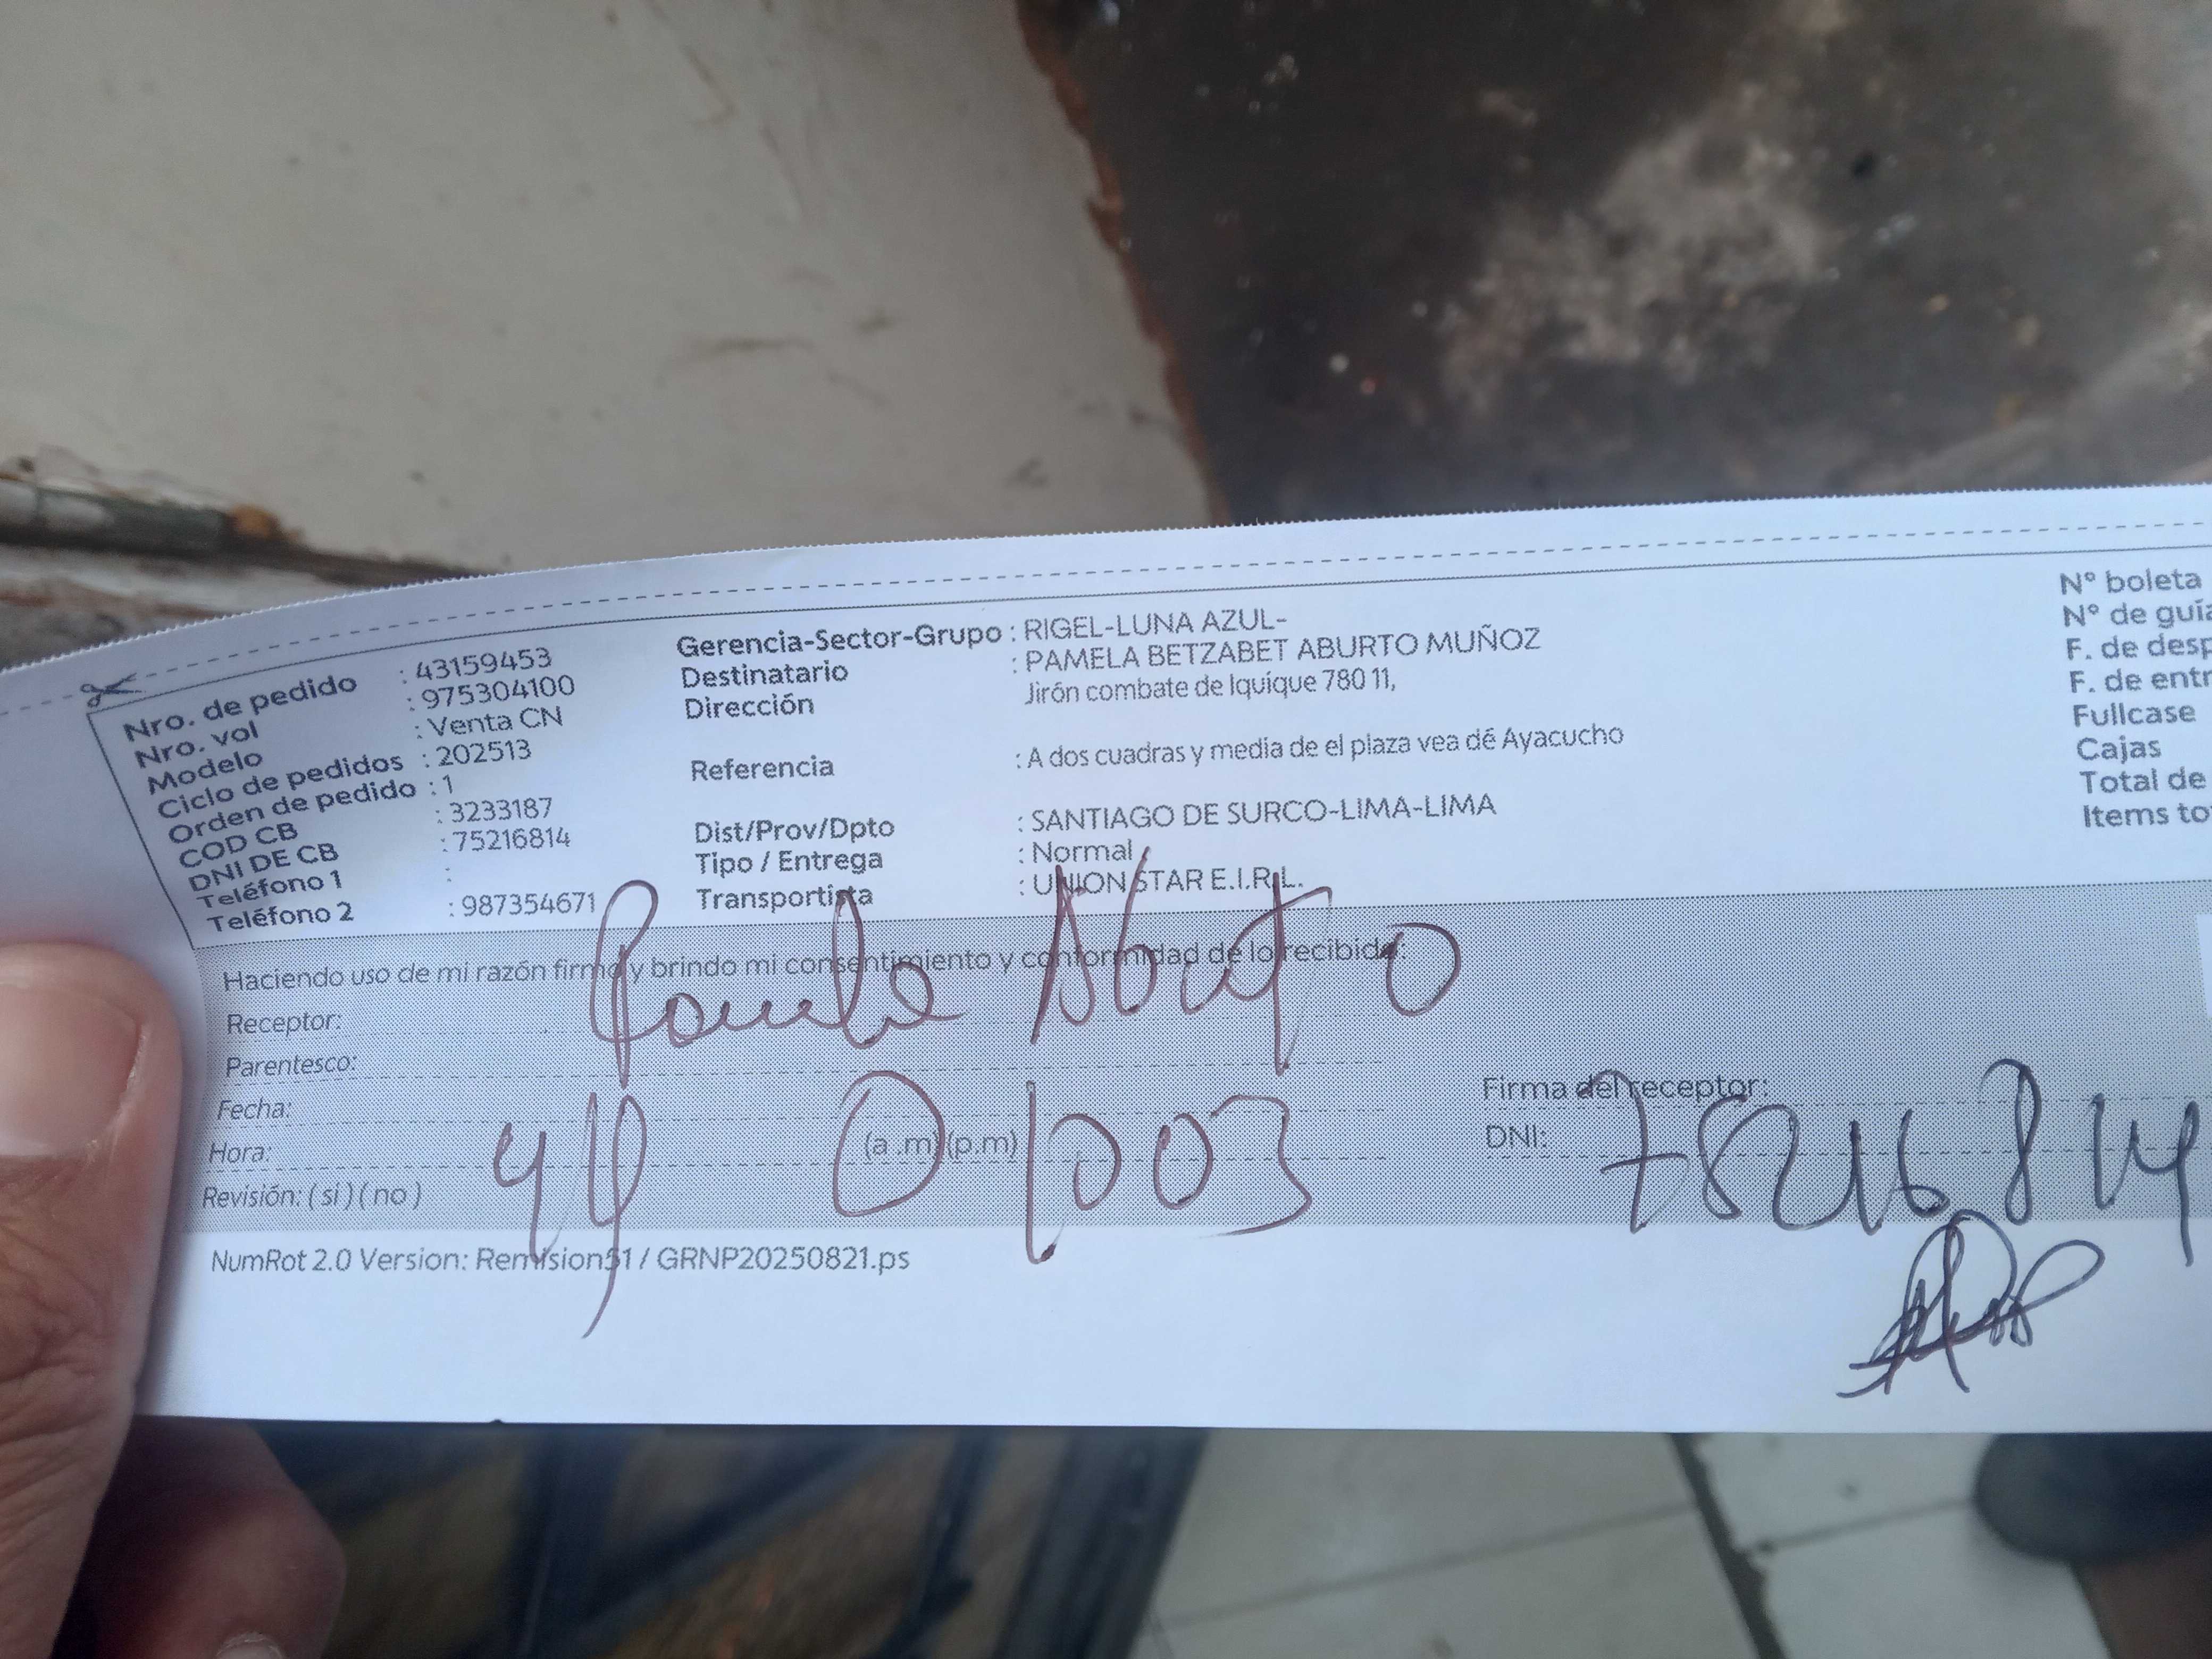 Nro. de pedido : 43159453
Nro. vol : 975304100
Modelo : Venta CN
Ciclo de pedidos : 202513
Orden de pedido : 1
COD CB : 3233187
DNI DE CB : 75216814
Teléfono 1 :
Teléfono 2 : 987354671
Gerencia-Sector-Grupo : RIGEL-LUNA AZUL-
Destinatario : PAMELA BETZABET ABURTO MUÑOZ
Dirección Jirón combate de Iquique 780 11,
Referencia : A dos cuadras y media de el plaza vea dé Ayacucho
Dist/Prov/Dpto : SANTIAGO DE SURCO-LIMA-LIMA
Tipo / Entrega : Normal
Transportista : UNION STAR E.I.R.L.
N° boleta
N° de guía
F. de desp
F. de entr
Fullcase
Cajas
Total de
Items to
Haciendo uso de mi razón firmo y brindo mi consentimiento y conformidad de lo recibido:
Receptor: Pamela Aburto
Parentesco:
Fecha:
Hora: (a .m) (p.m)
Revisión: ( si ) ( no )
Firma del receptor:
DNI: 75216814
NumRot 2.0 Version: Remision51 / GRNP20250821.ps